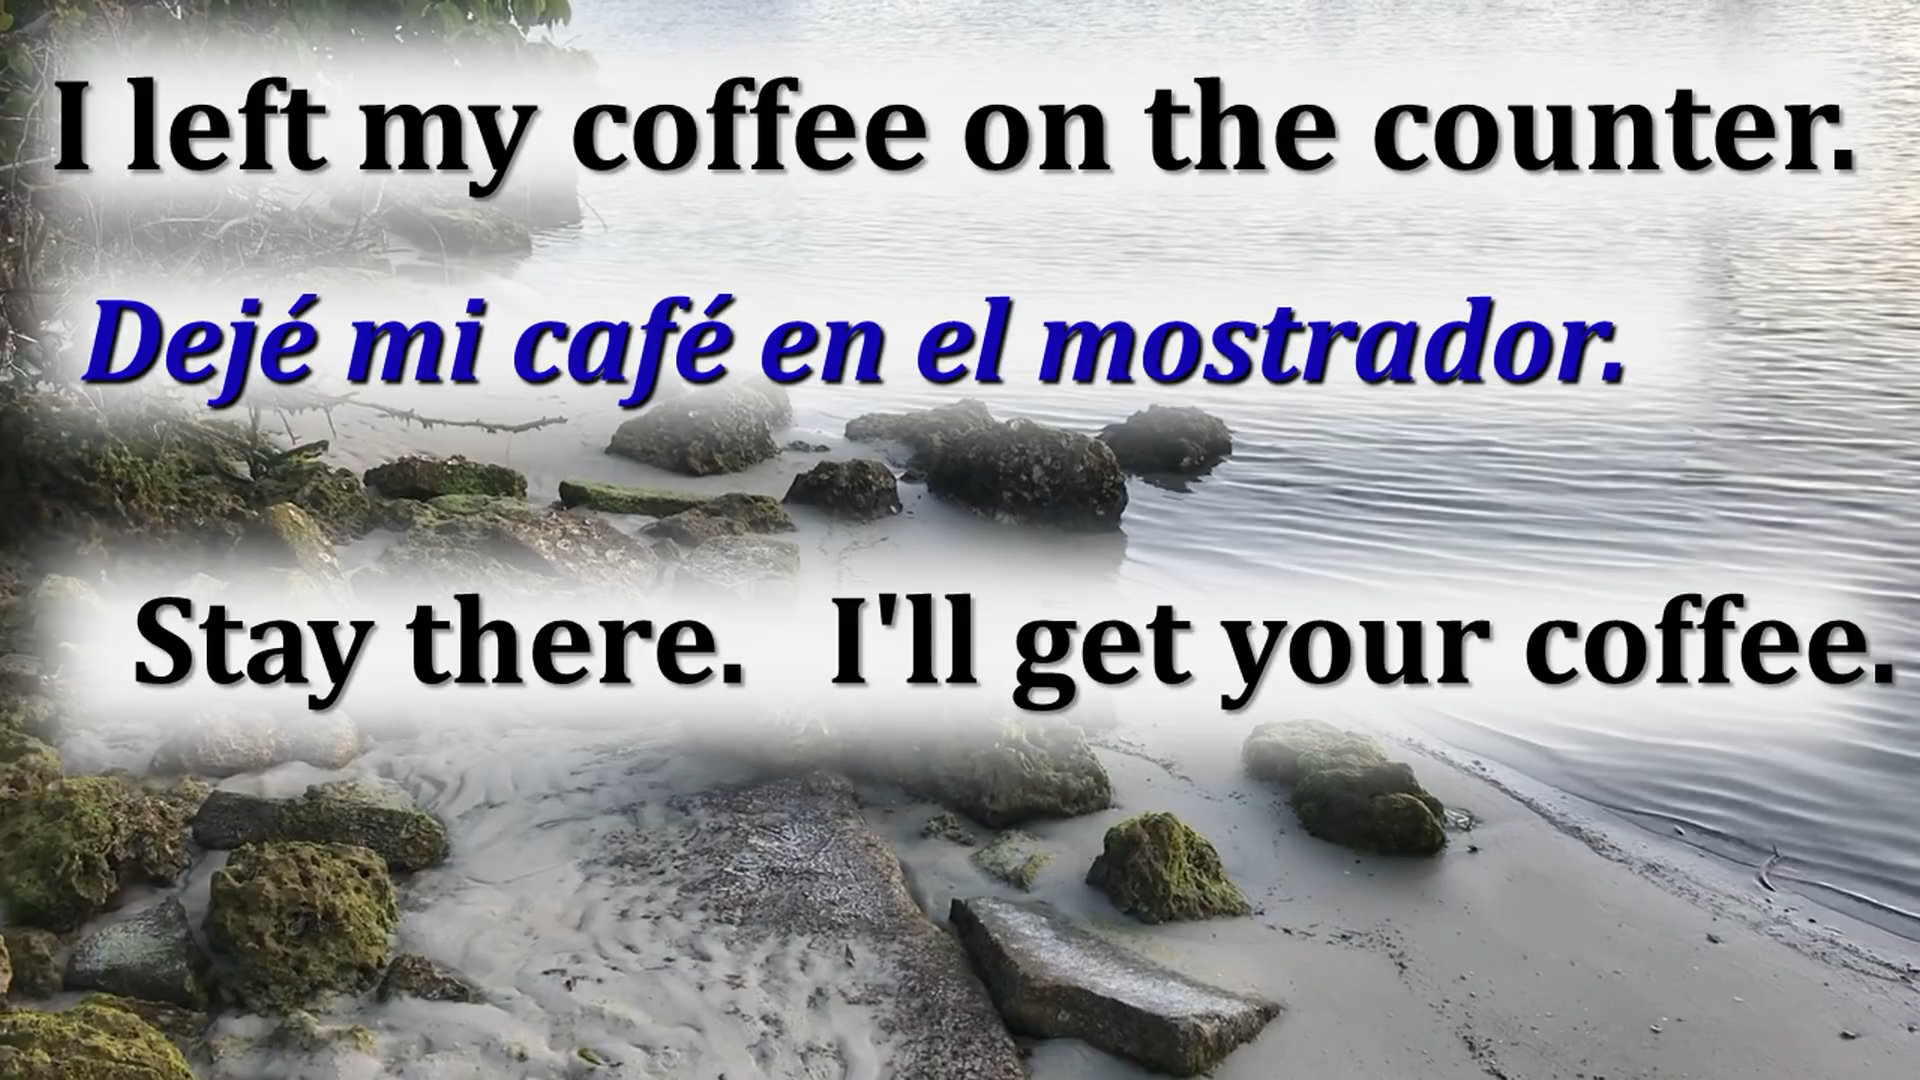 I left my coffee on the counter.
Dejé mi café en el mostrador.
Stay there. I'll get your coffee.